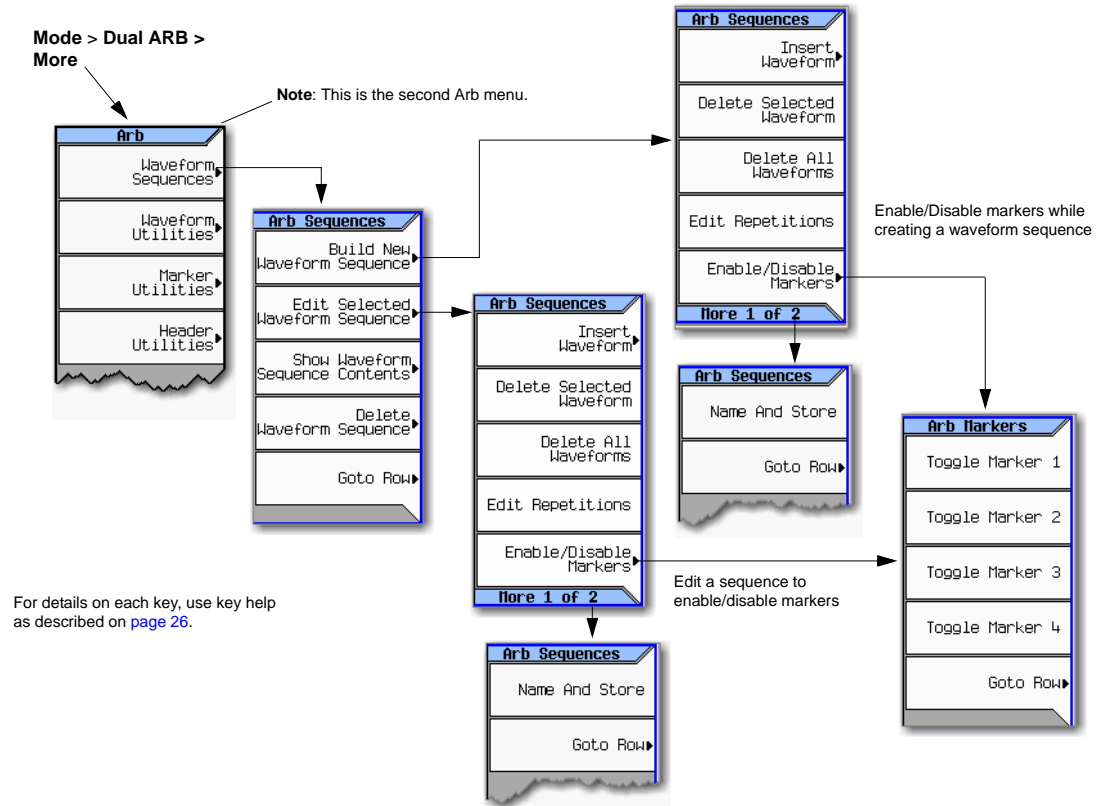 Mode > Dual ARB >
More
Note: This is the second Arb menu.
Arb
Waveform
Sequences
Waveform
Utilities
Marker
Utilities
Header
Utilities
Arb Sequences
Build New
Waveform Sequence
Edit Selected
Waveform Sequence
Show Waveform
Sequence Contents
Delete
Waveform Sequence
Goto Row
Arb Sequences
Insert
Waveform
Delete Selected
Waveform
Delete All
Waveforms
Edit Repetitions
Enable/Disable
Markers
More 1 of 2
Arb Sequences
Name And Store
Goto Row
Arb Sequences
Insert
Waveform
Delete Selected
Waveform
Delete All
Waveforms
Edit Repetitions
Enable/Disable
Markers
More 1 of 2
Arb Sequences
Name And Store
Goto Row
Enable/Disable markers while
creating a waveform sequence
Edit a sequence to
enable/disable markers
Arb Markers
Toggle Marker 1
Toggle Marker 2
Toggle Marker 3
Toggle Marker 4
Goto Row
For details on each key, use key help
as described on page 26.